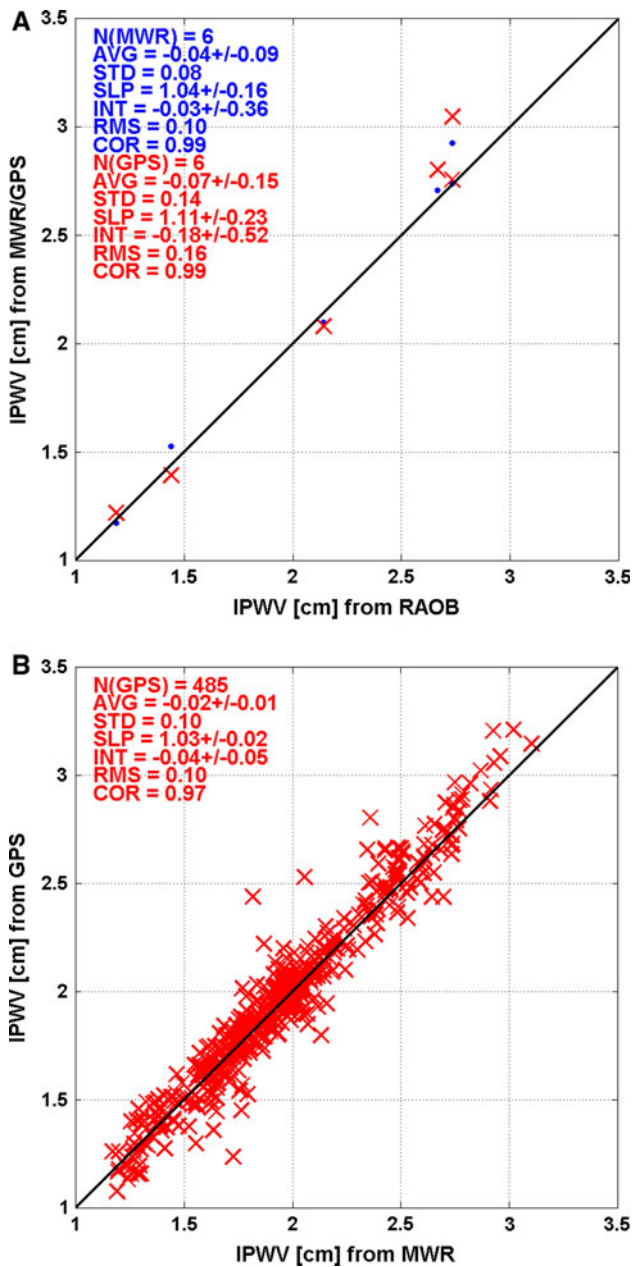 A
N(MWR) = 6
AVG = -0.04+/-0.09
STD = 0.08
SLP = 1.04+/-0.16
INT = -0.03+/-0.36
RMS = 0.10
COR = 0.99
N(GPS) = 6
AVG = -0.07+/-0.15
STD = 0.14
SLP = 1.11+/-0.23
INT = -0.18+/-0.52
RMS = 0.16
COR = 0.99
IPWV [cm] from MWR/GPS
3.5
3
2.5
2
1.5
1
1 1.5 2 2.5 3 3.5
IPWV [cm] from RAOB
B
N(GPS) = 485
AVG = -0.02+/-0.01
STD = 0.10
SLP = 1.03+/-0.02
INT = -0.04+/-0.05
RMS = 0.10
COR = 0.97
IPWV [cm] from GPS
3.5
3
2.5
2
1.5
1
1 1.5 2 2.5 3 3.5
IPWV [cm] from MWR